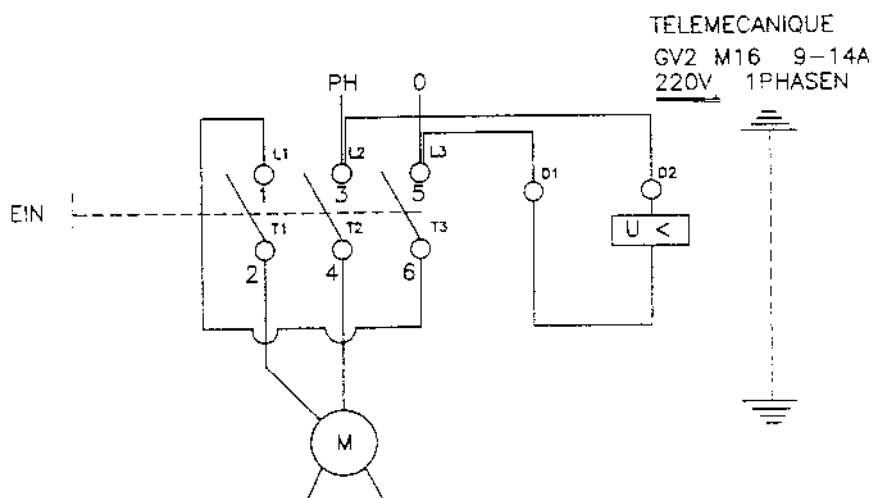 TELEMECANIQUE
GV2 M16 9-14A
220V 1PHASEN
PH 0
L1 L2 L3
D1 D2
1 3 5
EIN
T1 T2 T3
U <
2 4 6
M